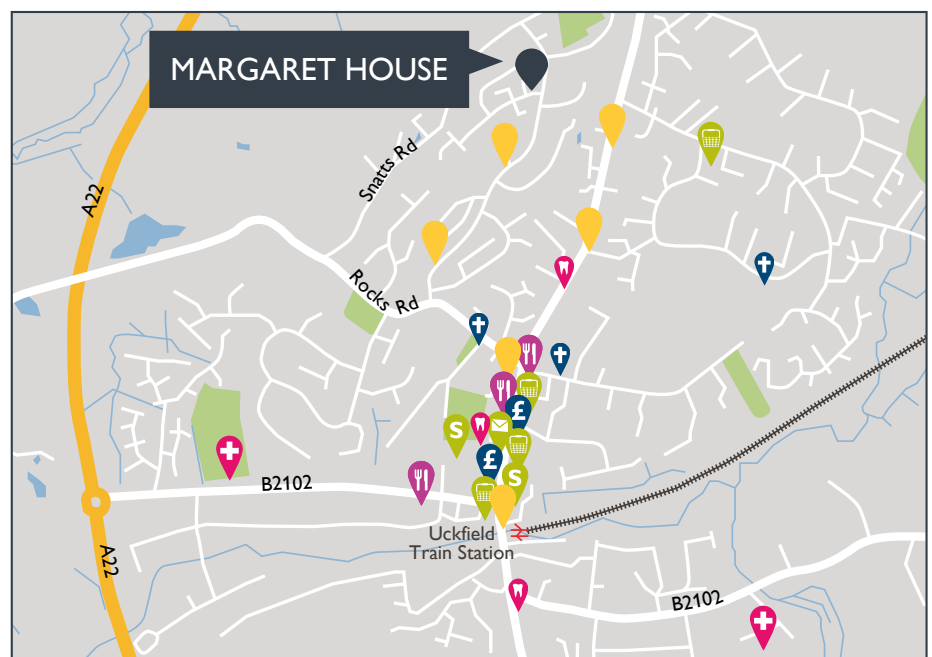 MARGARET HOUSE
Snatts Rd
A22
Rocks Rd
£
S
£
S
B2102
Uckfield
Train Station
A22
B2102